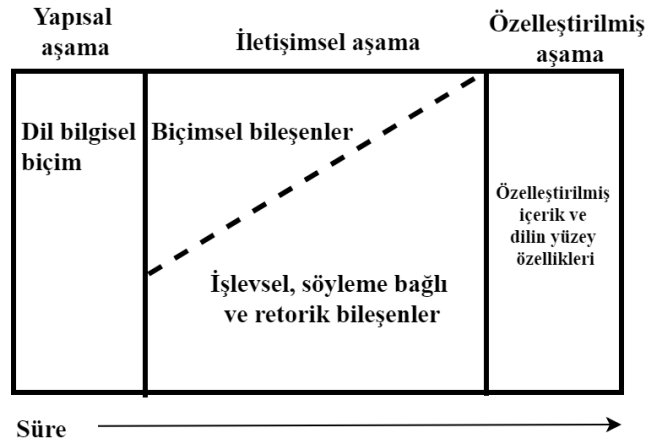 Yapısal
aşama
İletişimsel aşama
Özelleştirilmiş
aşama
Dil bilgisel
biçim
Biçimsel bileşenler
İşlevsel, söyleme bağlı
ve retorik bileşenler
Özelleştirilmiş
içerik ve
dilin yüzey
özellikleri
Süre